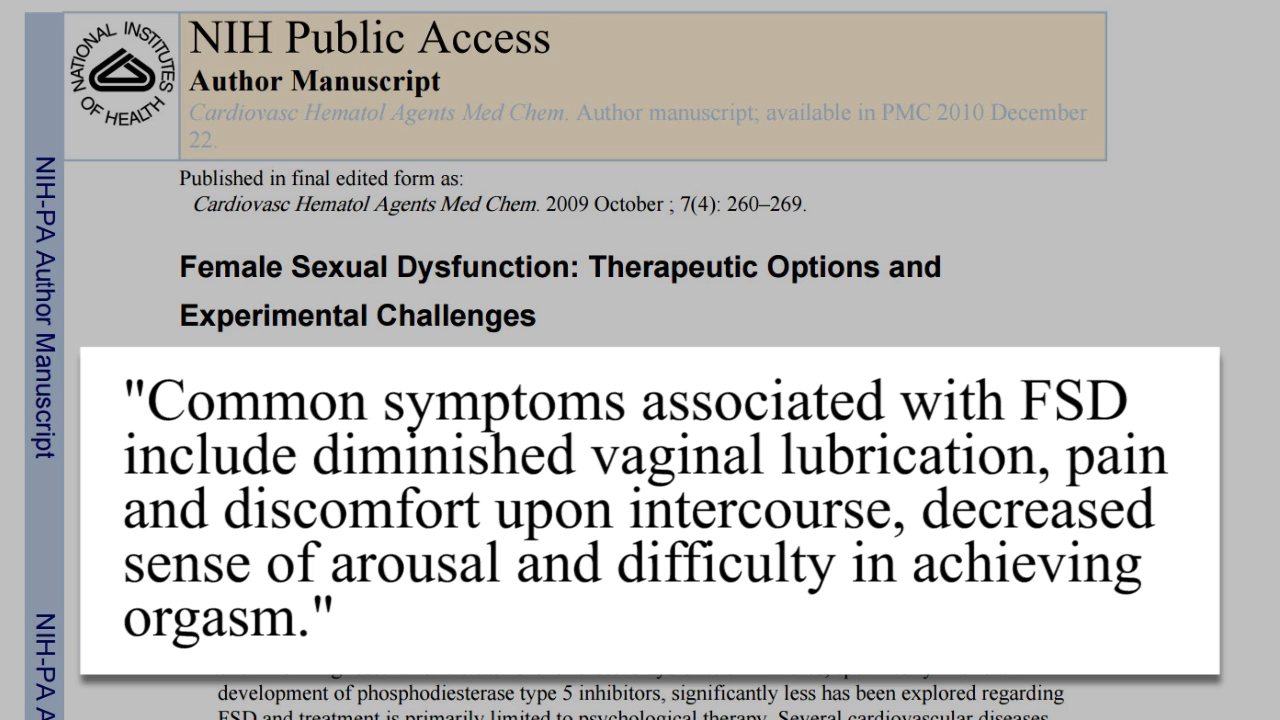 NATIONAL INSTITUTES
OF HEALTH
NIH Public Access
Author Manuscript
Cardiovasc Hematol Agents Med Chem. Author manuscript; available in PMC 2010 December
22.
NIH-PA Author Manuscript
NIH-PA A
Published in final edited form as:
Cardiovasc Hematol Agents Med Chem. 2009 October ; 7(4): 260–269.
Female Sexual Dysfunction: Therapeutic Options and
Experimental Challenges
"Common symptoms associated with FSD
include diminished vaginal lubrication, pain
and discomfort upon intercourse, decreased
sense of arousal and difficulty in achieving
orgasm."
development of phosphodiesterase type 5 inhibitors, significantly less has been explored regarding
FSD and treatment is primarily limited to psychological therapy. Several cardiovascular diseases